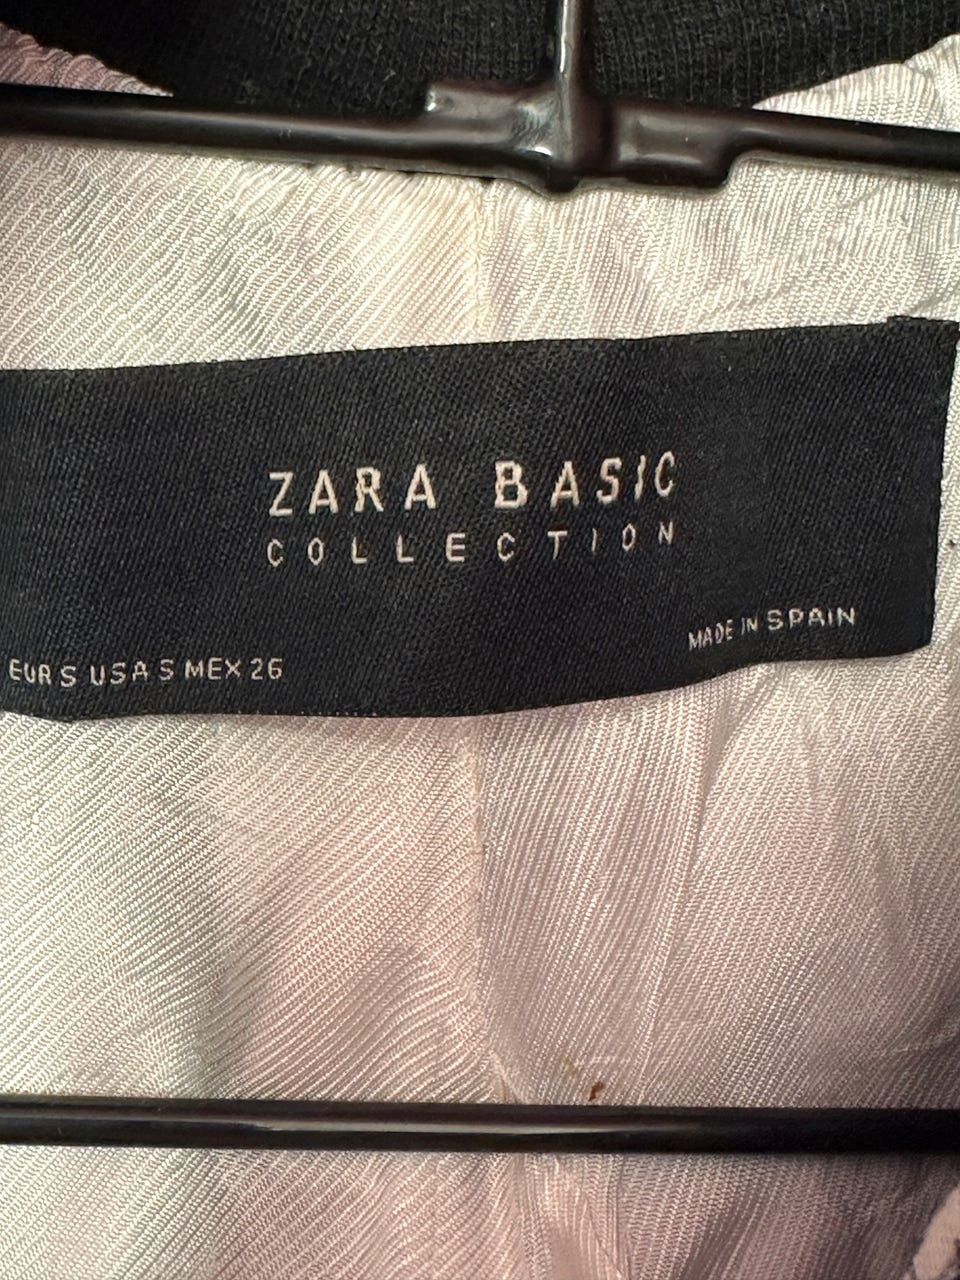 ZARA BASIC
COLLECTION
MADE IN SPAIN
EUR S USA S MEX 26